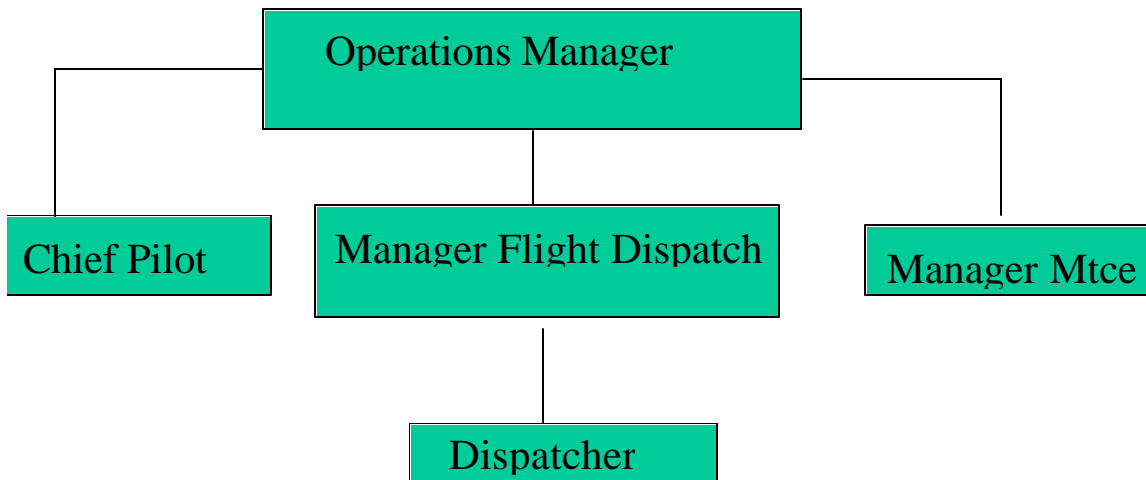 Operations Manager
Chief Pilot
Manager Flight Dispatch
Manager Mtce
Dispatcher